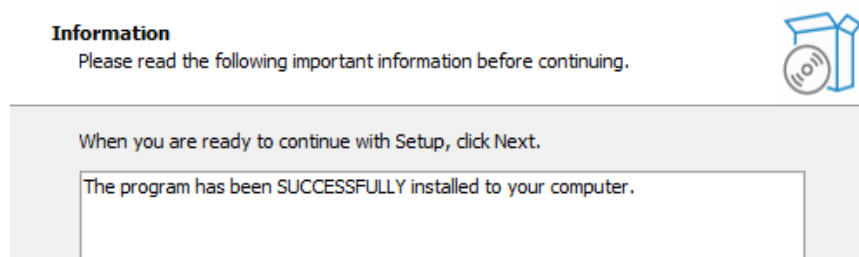 Information
Please read the following important information before continuing.
When you are ready to continue with Setup, click Next.
The program has been SUCCESSFULLY installed to your computer.